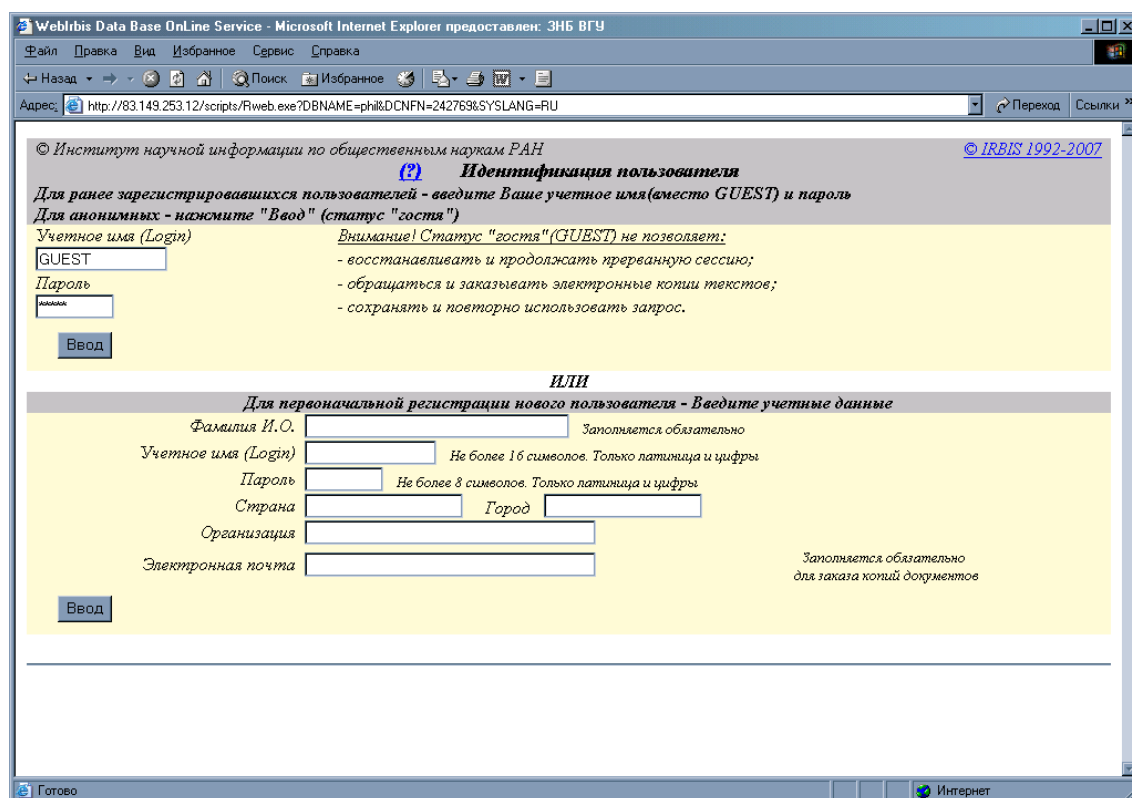 WebIrbis Data Base OnLine Service - Microsoft Internet Explorer предоставлен: ЗНБ ВГУ
Файл Правка Вид Избранное Сервис Справка
Назад Поиск Избранное
Адрес: http://83.149.253.12/scripts/Rweb.exe?DBNAME=phil&DCNFN=242769&SYSLANG=RU Переход Ссылки »
© Институт научной информации по общественным наукам РАН © IRBIS 1992-2007
(?) Идентификация пользователя
Для ранее зарегистрировавшихся пользователей - введите Ваше учетное имя(вместо GUEST) и пароль
Для анонимных - нажмите "Ввод" (статус "гостя")
Учетное имя (Login) Внимание! Статус "гостя"(GUEST) не позволяет:
GUEST - восстанавливать и продолжать прерванную сессию;
Пароль - обращаться и заказывать электронные копии текстов;
***** - сохранять и повторно использовать запрос.
Ввод
ИЛИ
Для первоначальной регистрации нового пользователя - Введите учетные данные
Фамилия И.О. Заполняется обязательно
Учетное имя (Login) Не более 16 символов. Только латиница и цифры
Пароль Не более 8 символов. Только латиница и цифры
Страна Город
Организация
Электронная почта Заполняется обязательно
для заказа копий документов
Ввод
Готово Интернет